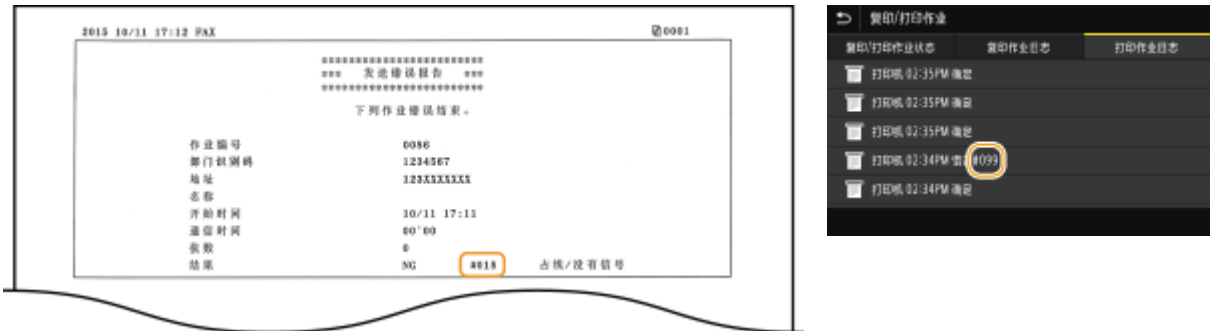 2015 10/11 17:12 FAX 0001
************************
*** 发送错误报告 ***
************************
下列作业错误结束。
作业编号 0086
部门识别码 1234567
地址 123XXXXXXX
名称
开始时间 10/11 17:11
通信时间 00'00
张数 0
结果 NG #018 占线/没有信号
复印/打印作业
复印/打印作业状态 复印作业日志 打印作业日志
打印机 02:35PM 确定
打印机 02:35PM 确定
打印机 02:35PM 确定
打印机 02:34PM #099
打印机 02:34PM 确定